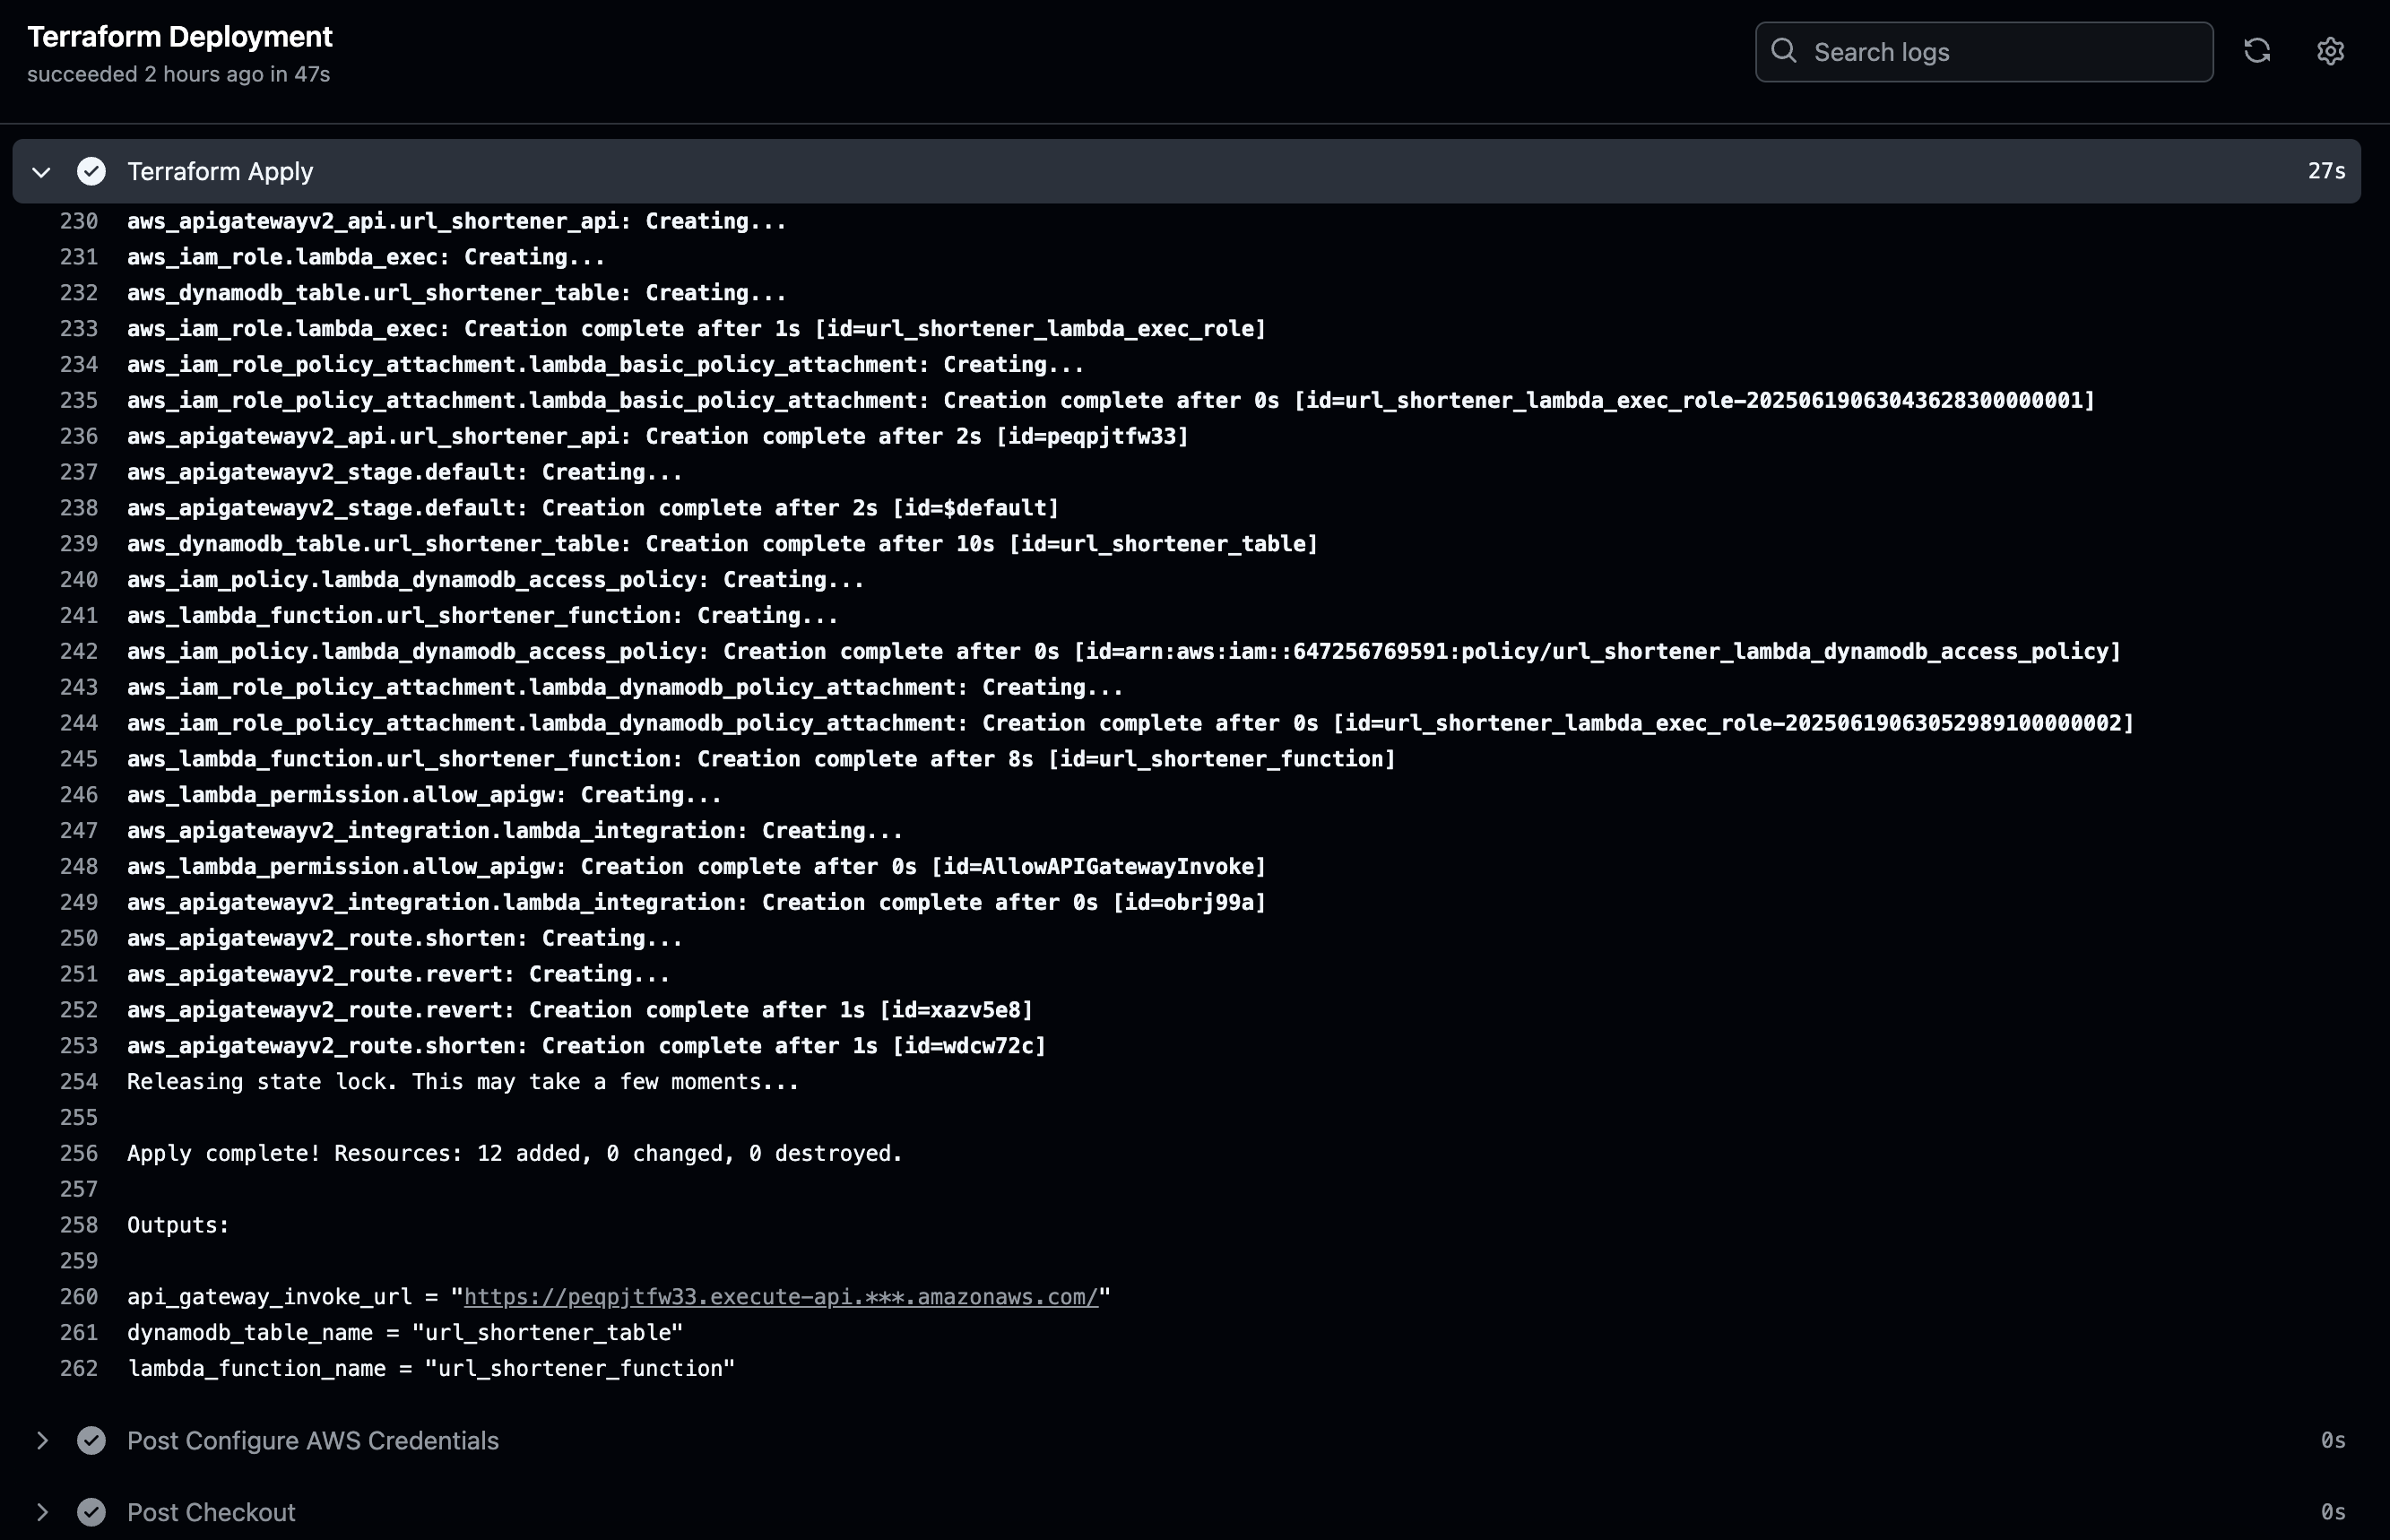 Terraform Deployment
succeeded 2 hours ago in 47s
Search logs
Terraform Apply 27s
230 aws_apigatewayv2_api.url_shortener_api: Creating...
231 aws_iam_role.lambda_exec: Creating...
232 aws_dynamodb_table.url_shortener_table: Creating...
233 aws_iam_role.lambda_exec: Creation complete after 1s [id=url_shortener_lambda_exec_role]
234 aws_iam_role_policy_attachment.lambda_basic_policy_attachment: Creating...
235 aws_iam_role_policy_attachment.lambda_basic_policy_attachment: Creation complete after 0s [id=url_shortener_lambda_exec_role-20250619063043628300000001]
236 aws_apigatewayv2_api.url_shortener_api: Creation complete after 2s [id=peqpjtfw33]
237 aws_apigatewayv2_stage.default: Creating...
238 aws_apigatewayv2_stage.default: Creation complete after 2s [id=$default]
239 aws_dynamodb_table.url_shortener_table: Creation complete after 10s [id=url_shortener_table]
240 aws_iam_policy.lambda_dynamodb_access_policy: Creating...
241 aws_lambda_function.url_shortener_function: Creating...
242 aws_iam_policy.lambda_dynamodb_access_policy: Creation complete after 0s [id=arn:aws:iam::647256769591:policy/url_shortener_lambda_dynamodb_access_policy]
243 aws_iam_role_policy_attachment.lambda_dynamodb_policy_attachment: Creating...
244 aws_iam_role_policy_attachment.lambda_dynamodb_policy_attachment: Creation complete after 0s [id=url_shortener_lambda_exec_role-20250619063052989100000002]
245 aws_lambda_function.url_shortener_function: Creation complete after 8s [id=url_shortener_function]
246 aws_lambda_permission.allow_apigw: Creating...
247 aws_apigatewayv2_integration.lambda_integration: Creating...
248 aws_lambda_permission.allow_apigw: Creation complete after 0s [id=AllowAPIGatewayInvoke]
249 aws_apigatewayv2_integration.lambda_integration: Creation complete after 0s [id=obrj99a]
250 aws_apigatewayv2_route.shorten: Creating...
251 aws_apigatewayv2_route.revert: Creating...
252 aws_apigatewayv2_route.revert: Creation complete after 1s [id=xazv5e8]
253 aws_apigatewayv2_route.shorten: Creation complete after 1s [id=wdcw72c]
254 Releasing state lock. This may take a few moments...
255
256 Apply complete! Resources: 12 added, 0 changed, 0 destroyed.
257
258 Outputs:
259
260 api_gateway_invoke_url = "https://peqpjtfw33.execute-api.***.amazonaws.com/"
261 dynamodb_table_name = "url_shortener_table"
262 lambda_function_name = "url_shortener_function"
Post Configure AWS Credentials 0s
Post Checkout 0s